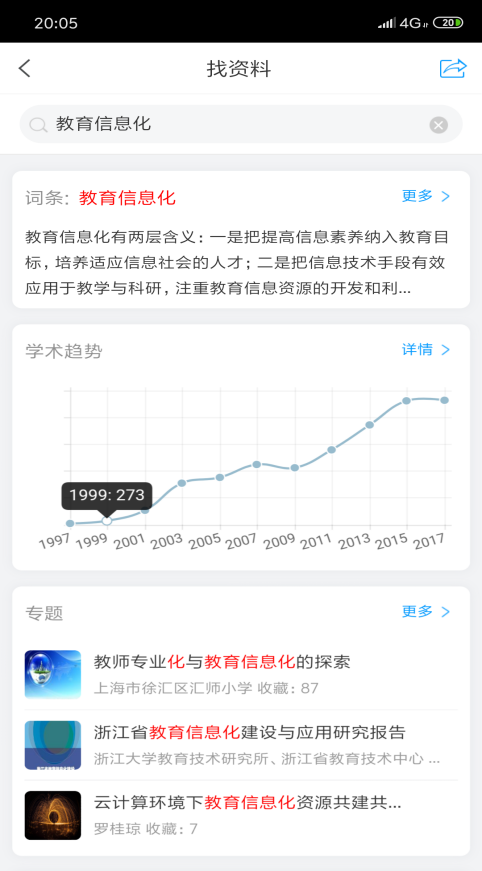 20:05
4G
20
找资料
教育信息化
词条: 教育信息化
更多 >
教育信息化有两层含义: 一是把提高信息素养纳入教育目
标, 培养适应信息社会的人才; 二是把信息技术手段有效
应用于教学与科研, 注重教育信息资源的开发和利...
学术趋势
详情 >
1999: 273
1997 1999 2001 2003 2005 2007 2009 2011 2013 2015 2017
专题
更多 >
教师专业化与教育信息化的探索
上海市徐汇区汇师小学 收藏: 87
浙江省教育信息化建设与应用研究报告
浙江大学教育技术研究所、浙江省教育技术中心 ...
云计算环境下教育信息化资源共建共...
罗桂琼 收藏: 7